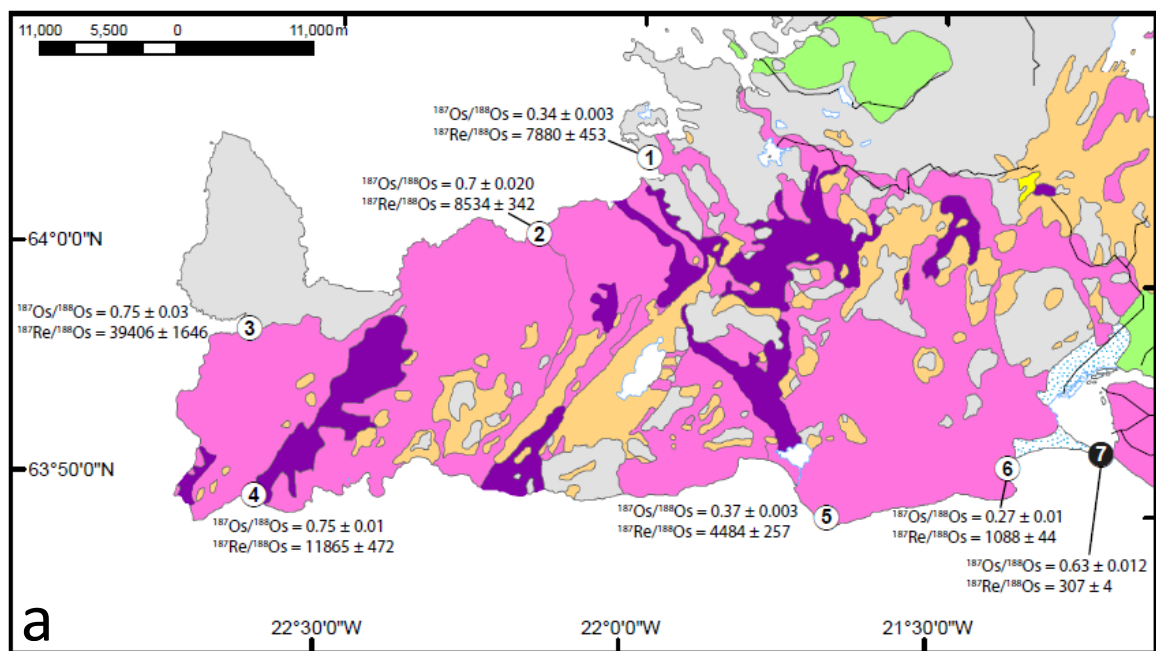 11,000 5,500 0 11,000 m
¹⁸⁷Os/¹⁸⁸Os = 0.34 ± 0.003
¹⁸⁷Re/¹⁸⁸Os = 7880 ± 453
1
¹⁸⁷Os/¹⁸⁸Os = 0.7 ± 0.020
¹⁸⁷Re/¹⁸⁸Os = 8534 ± 342
2
64°0'0"N
¹⁸⁷Os/¹⁸⁸Os = 0.75 ± 0.03
¹⁸⁷Re/¹⁸⁸Os = 39406 ± 1646
3
63°50'0"N
4
¹⁸⁷Os/¹⁸⁸Os = 0.75 ± 0.01
¹⁸⁷Re/¹⁸⁸Os = 11865 ± 472
¹⁸⁷Os/¹⁸⁸Os = 0.37 ± 0.003
¹⁸⁷Re/¹⁸⁸Os = 4484 ± 257
5
6
¹⁸⁷Os/¹⁸⁸Os = 0.27 ± 0.01
¹⁸⁷Re/¹⁸⁸Os = 1088 ± 44
7
¹⁸⁷Os/¹⁸⁸Os = 0.63 ± 0.012
¹⁸⁷Re/¹⁸⁸Os = 307 ± 4
a
22°30'0"W 22°0'0"W 21°30'0"W